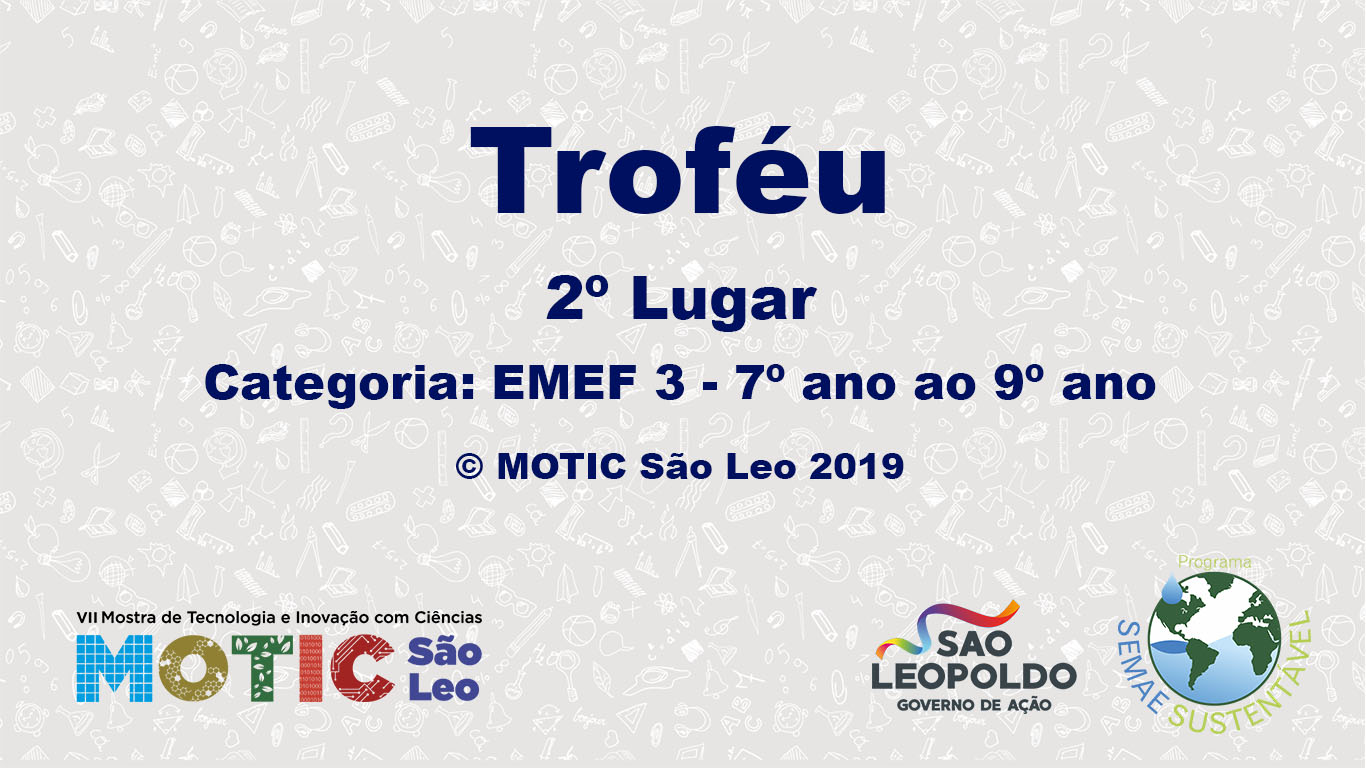 Troféu
2º Lugar
Categoria: EMEF 3 - 7º ano ao 9º ano
© MOTIC São Leo 2019
VII Mostra de Tecnologia e Inovação com Ciências
MOTIC São Leo
SÃO LEOPOLDO
GOVERNO DE AÇÃO
Programa
SEMAE SUSTENTÁVEL